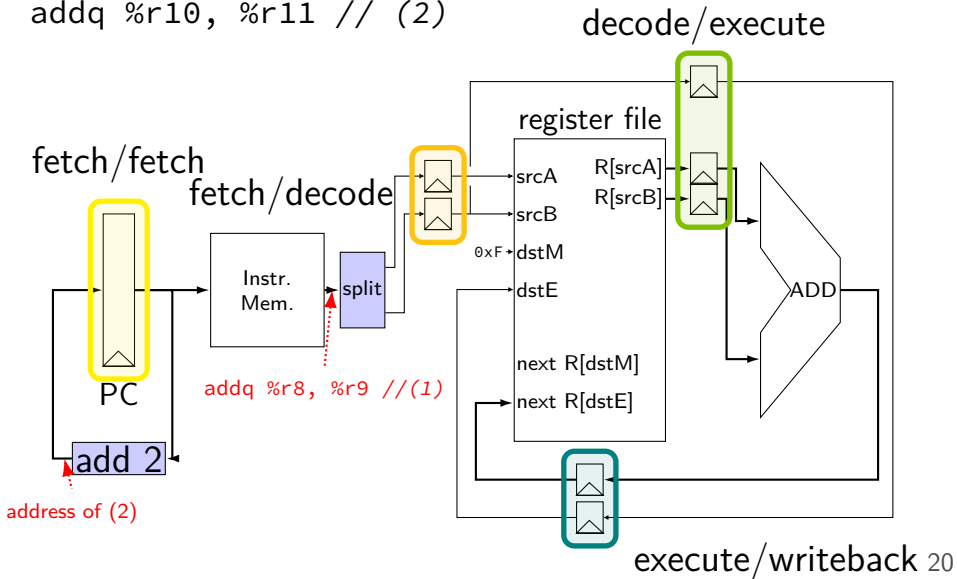 addq %r10, %r11 // (2)
decode/execute
register file
fetch/fetch
fetch/decode
srcA
R[srcA]
srcB
R[srcB]
0xF
dstM
dstE
Instr.
Mem.
split
ADD
next R[dstM]
next R[dstE]
addq %r8, %r9 //(1)
PC
add 2
address of (2)
execute/writeback
20